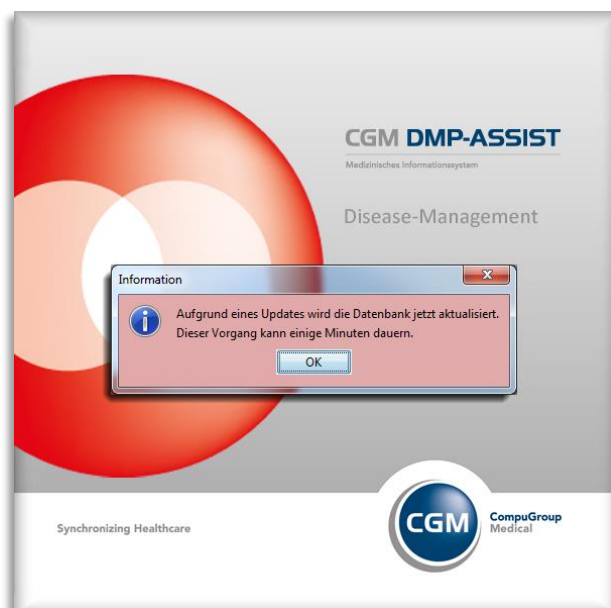 CGM DMP-ASSIST
Medizinisches Informationssystem
Disease-Management
Information
Aufgrund eines Updates wird die Datenbank jetzt aktualisiert.
Dieser Vorgang kann einige Minuten dauern.
OK
Synchronizing Healthcare
CGM
CompuGroup
Medical